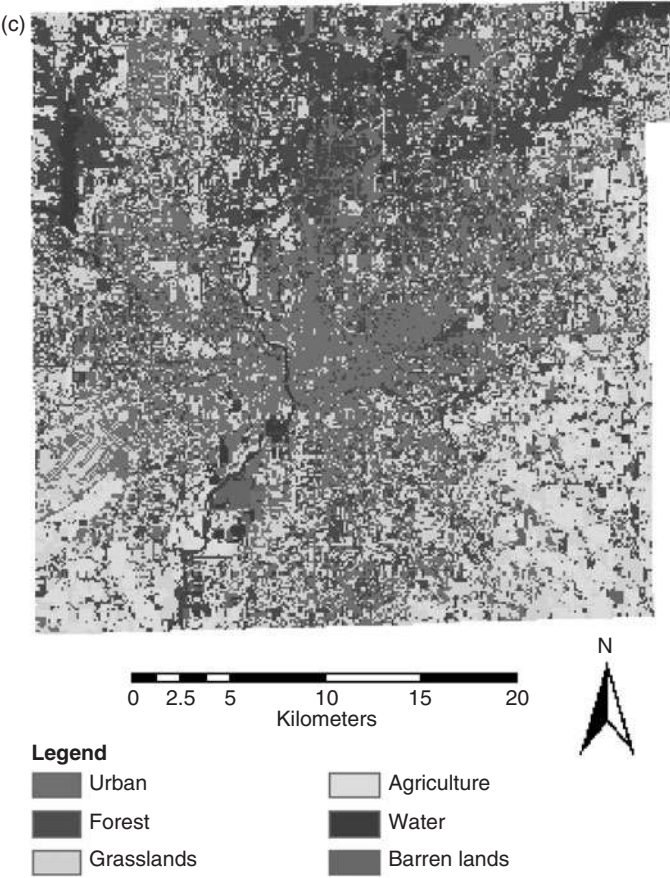 (c)
N
0 2.5 5 10 15 20
Kilometers
Legend
Urban
Agriculture
Forest
Water
Grasslands
Barren lands